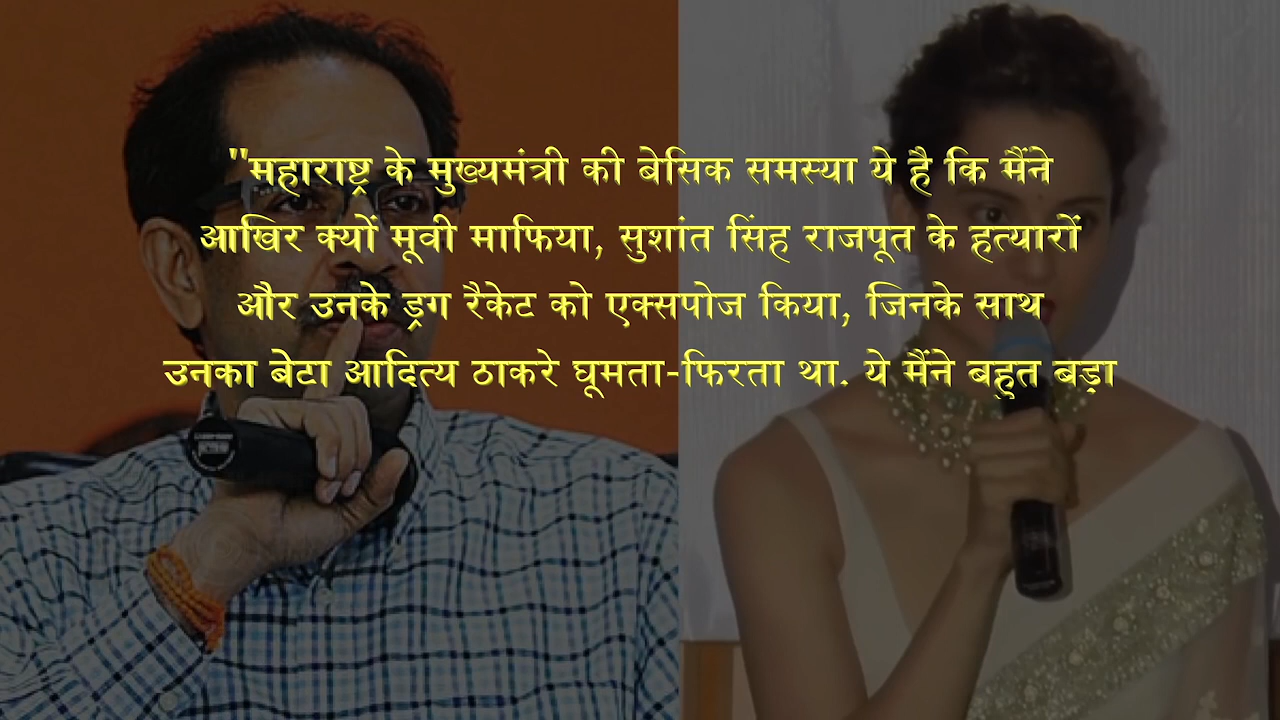 "महाराष्ट्र के मुख्यमंत्री की बेसिक समस्या ये है कि मैंने
आखिर क्यों मूवी माफिया, सुशांत सिंह राजपूत के हत्यारों
और उनके ड्रग रैकेट को एक्सपोज किया, जिनके साथ
उनका बेटा आदित्य ठाकरे घूमता-फिरता था. ये मैंने बहुत बड़ा